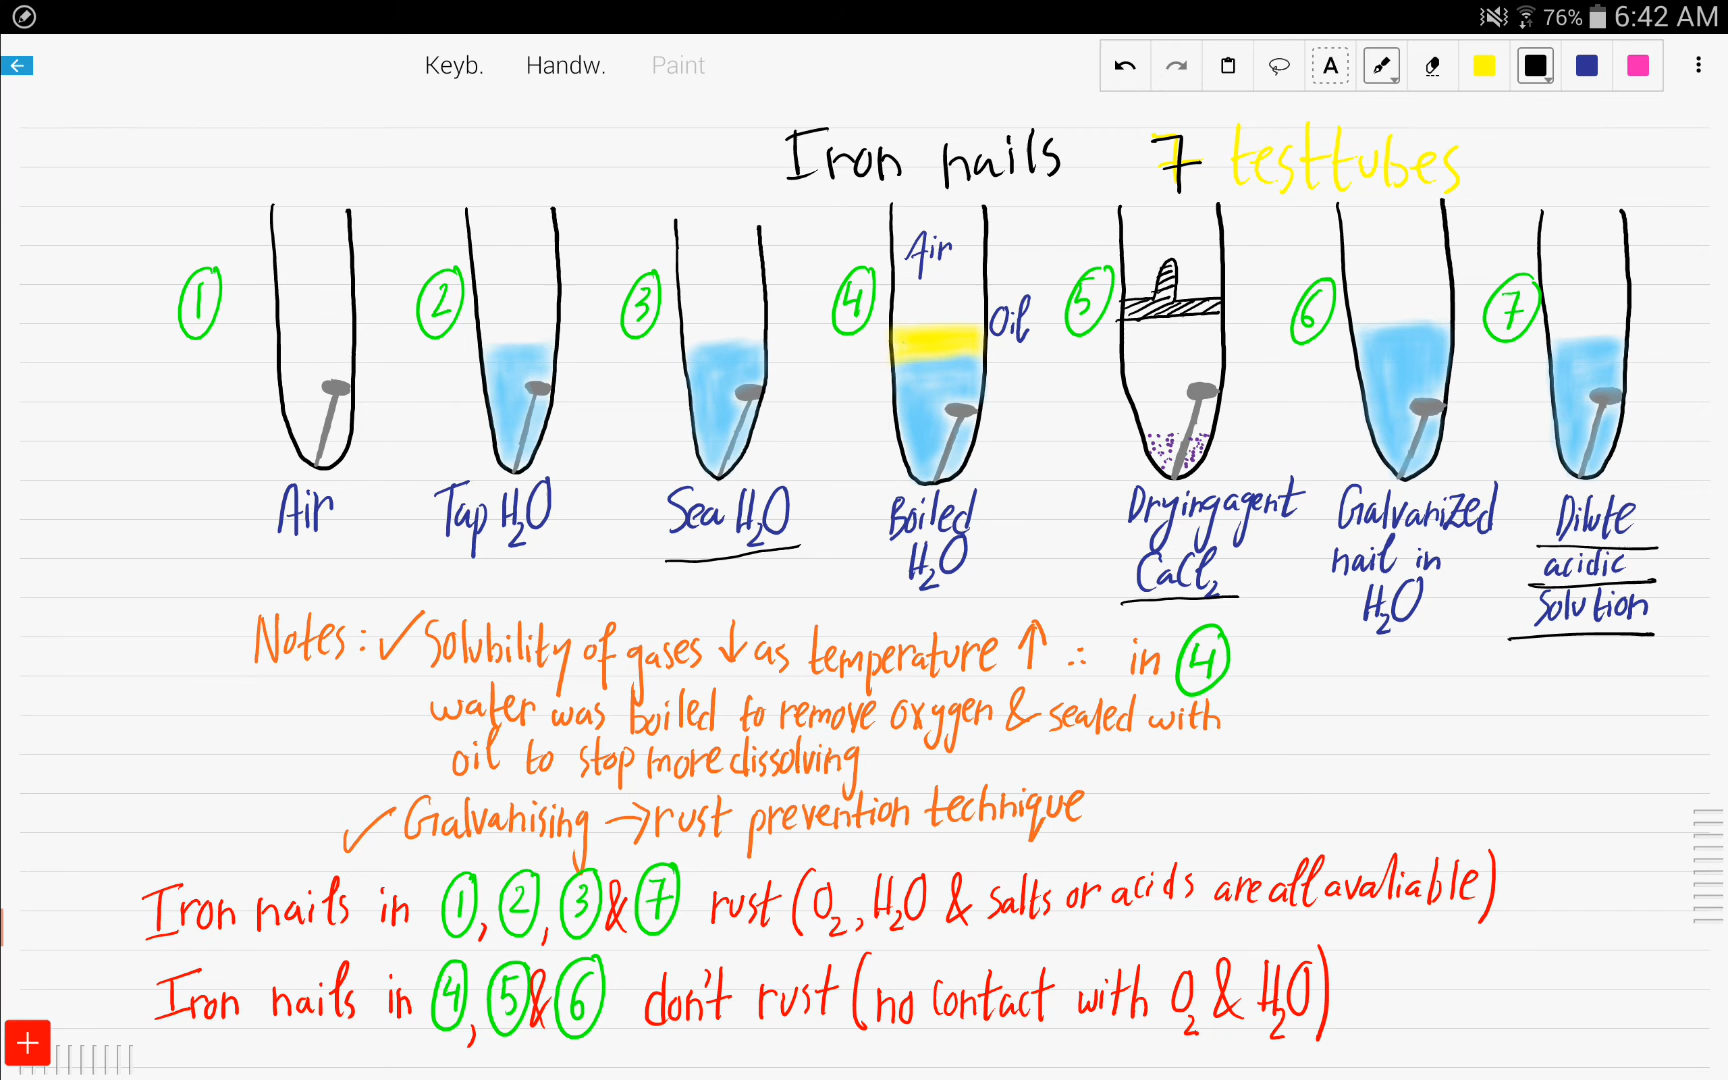 76% 6:42 AM
Keyb. Handw. Paint
A
Iron nails 7 testtubes
1 2 3 4 5 6 7
Air
Oil
Air
Tap H₂O
Sea H₂O
Boiled
H₂O
Drying agent
CaCl₂
Galvanized
nail in
H₂O
Dilute
acidic
Solution
Notes: ✓ Solubility of gases ↓ as temperature ↑ ∴ in 4
water was boiled to remove oxygen & sealed with
oil to stop more dissolving
✓ Galvanising → rust prevention technique
Iron nails in 1, 2, 3 & 7 rust (O₂, H₂O & salts or acids are all avaliable)
Iron nails in 4, 5 & 6 don't rust (no contact with O₂ & H₂O)